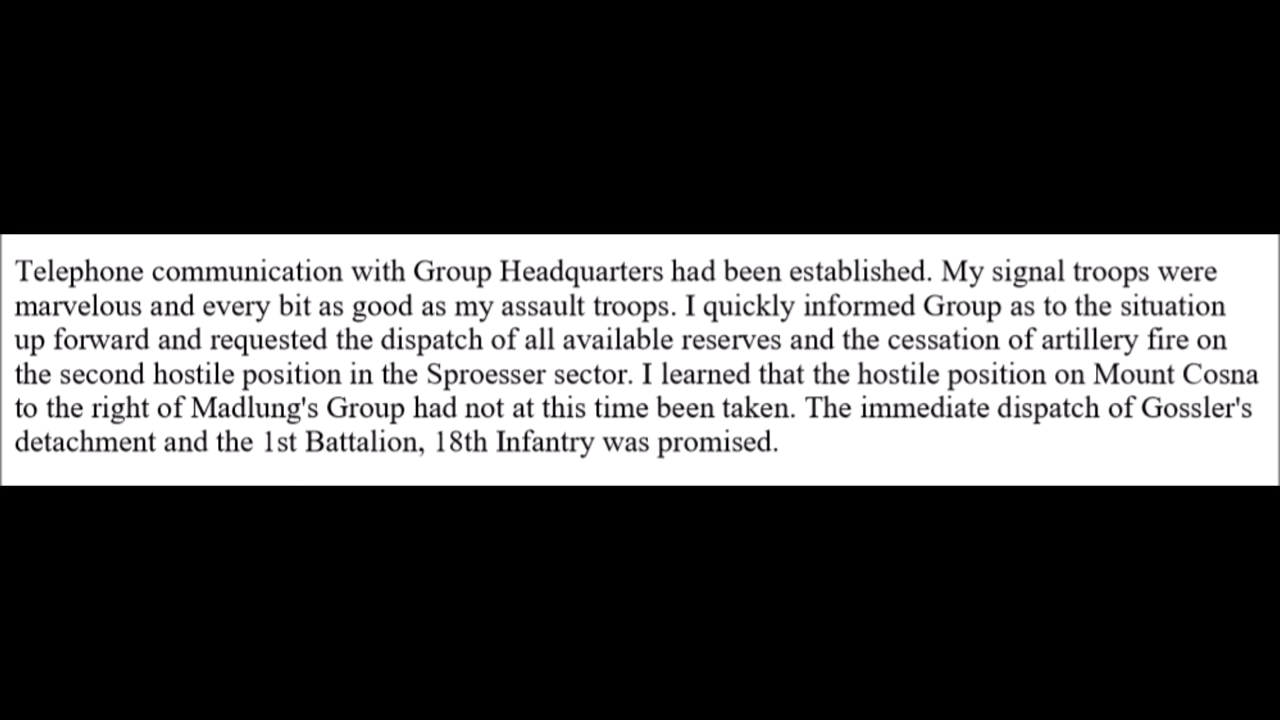 Telephone communication with Group Headquarters had been established. My signal troops were
marvelous and every bit as good as my assault troops. I quickly informed Group as to the situation
up forward and requested the dispatch of all available reserves and the cessation of artillery fire on
the second hostile position in the Sproesser sector. I learned that the hostile position on Mount Cosna
to the right of Madlung's Group had not at this time been taken. The immediate dispatch of Gossler's
detachment and the 1st Battalion, 18th Infantry was promised.